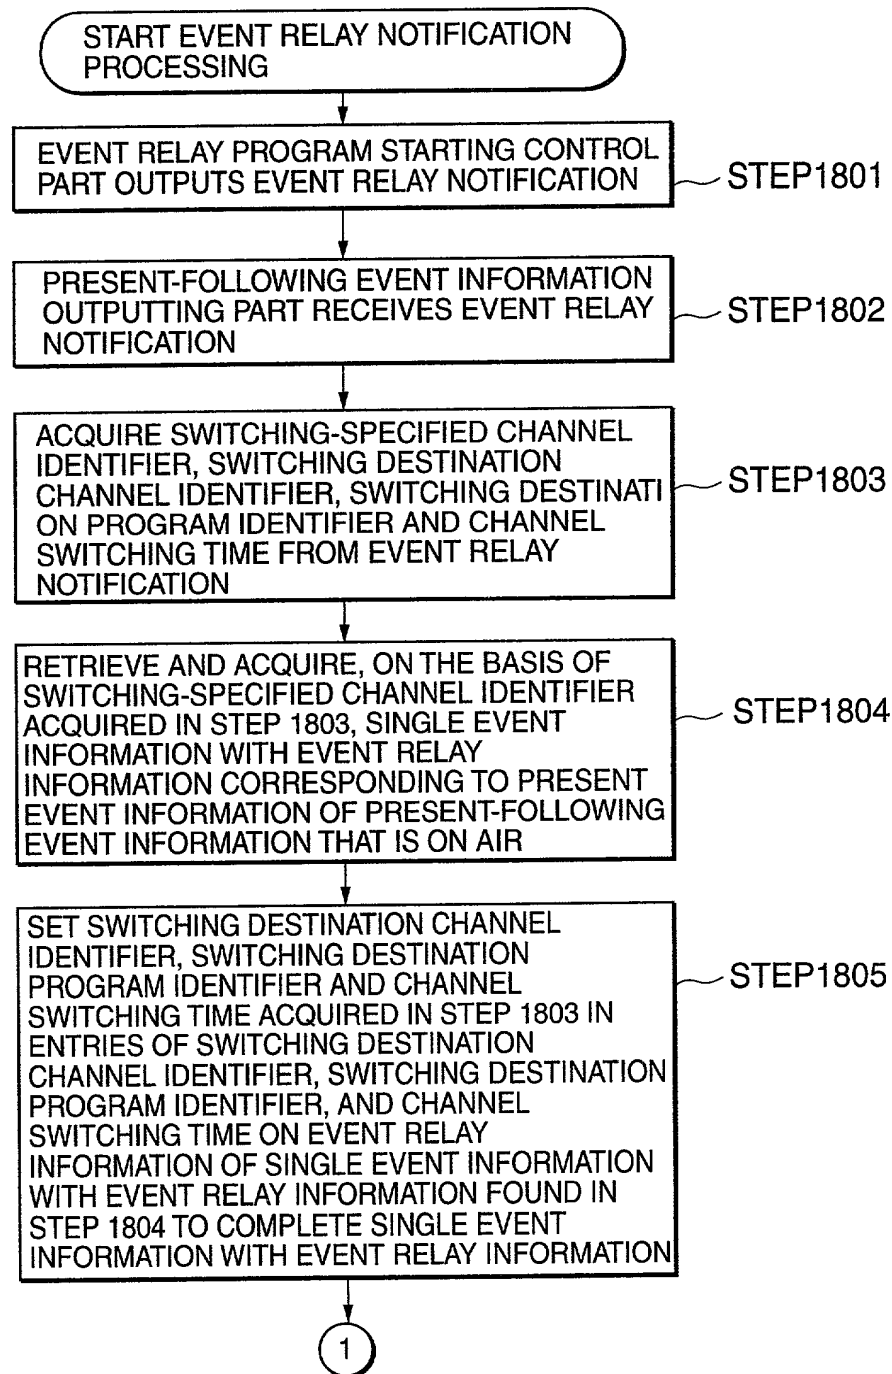 START EVENT RELAY NOTIFICATION
PROCESSING
EVENT RELAY PROGRAM STARTING CONTROL
PART OUTPUTS EVENT RELAY NOTIFICATION
STEP1801
PRESENT-FOLLOWING EVENT INFORMATION
OUTPUTTING PART RECEIVES EVENT RELAY
NOTIFICATION
STEP1802
ACQUIRE SWITCHING-SPECIFIED CHANNEL
IDENTIFIER, SWITCHING DESTINATION
CHANNEL IDENTIFIER, SWITCHING DESTINATI
ON PROGRAM IDENTIFIER AND CHANNEL
SWITCHING TIME FROM EVENT RELAY
NOTIFICATION
STEP1803
RETRIEVE AND ACQUIRE, ON THE BASIS OF
SWITCHING-SPECIFIED CHANNEL IDENTIFIER
ACQUIRED IN STEP 1803, SINGLE EVENT
INFORMATION WITH EVENT RELAY
INFORMATION CORRESPONDING TO PRESENT
EVENT INFORMATION OF PRESENT-FOLLOWING
EVENT INFORMATION THAT IS ON AIR
STEP1804
SET SWITCHING DESTINATION CHANNEL
IDENTIFIER, SWITCHING DESTINATION
PROGRAM IDENTIFIER AND CHANNEL
SWITCHING TIME ACQUIRED IN STEP 1803 IN
ENTRIES OF SWITCHING DESTINATION
CHANNEL IDENTIFIER, SWITCHING DESTINATION
PROGRAM IDENTIFIER, AND CHANNEL
SWITCHING TIME ON EVENT RELAY
INFORMATION OF SINGLE EVENT INFORMATION
WITH EVENT RELAY INFORMATION FOUND IN
STEP 1804 TO COMPLETE SINGLE EVENT
INFORMATION WITH EVENT RELAY INFORMATION
STEP1805
1